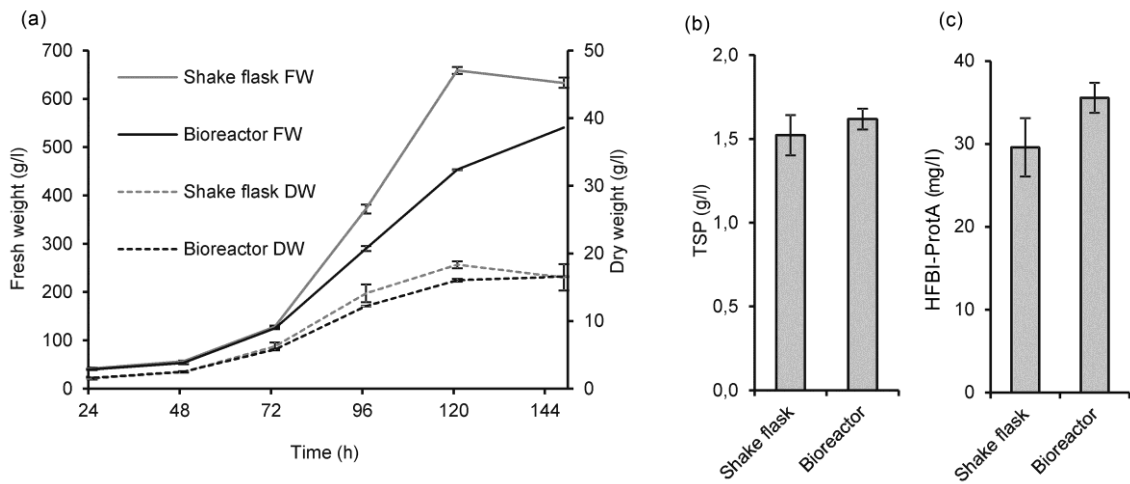 (a)
700
600
500
400
300
200
100
0
Fresh weight (g/l)
Shake flask FW
Bioreactor FW
Shake flask DW
Bioreactor DW
50
40
30
20
10
0
Dry weight (g/l)
24 48 72 96 120 144
Time (h)
(b)
2,0
1,5
1,0
0,5
0,0
TSP (g/l)
Shake flask
Bioreactor
(c)
40
30
20
10
0
HFBI-ProtA (mg/l)
Shake flask
Bioreactor